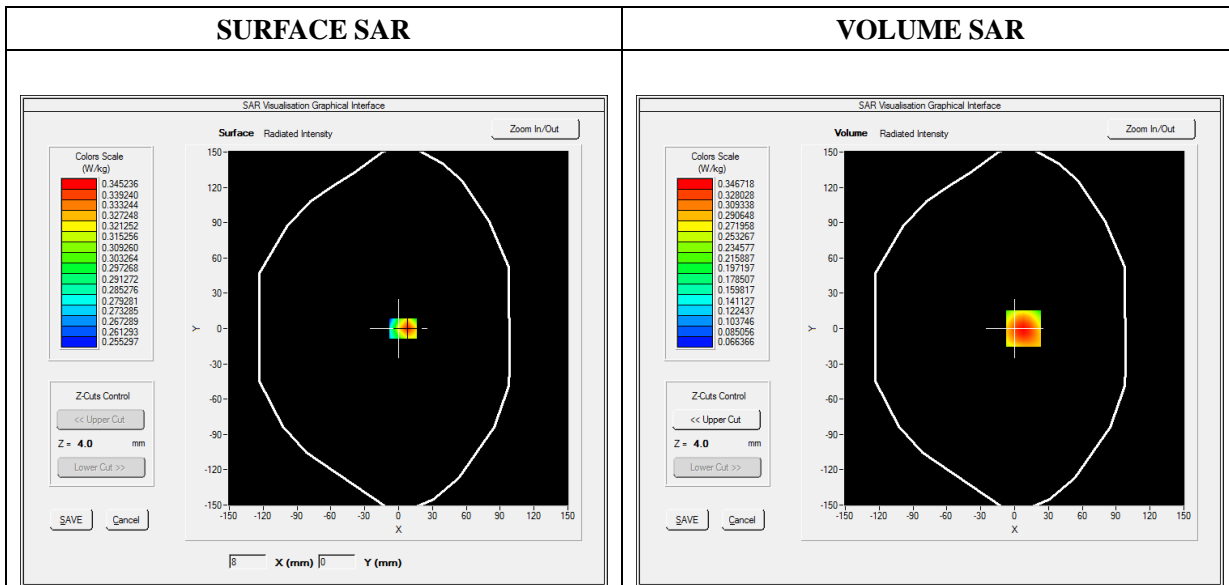 SURFACE SAR
VOLUME SAR
SAR Visualisation Graphical Interface
Surface Radiated Intensity
Zoom In/Out
Colors Scale
(W/kg)
0.345236
0.339240
0.333244
0.327248
0.321252
0.315256
0.309260
0.303264
0.297268
0.291272
0.285276
0.279281
0.273285
0.267289
0.261293
0.255297
Z-Cuts Control
<< Upper Cut
Z = 4.0 mm
Lower Cut >>
SAVE Cancel
150
120
90
60
30
0
-30
-60
-90
-120
-150
Y
-150 -120 -90 -60 -30 0 30 60 90 120 150
X
8 X (mm) 0 Y (mm)
SAR Visualisation Graphical Interface
Volume Radiated Intensity
Zoom In/Out
Colors Scale
(W/kg)
0.346718
0.328028
0.309338
0.290648
0.271958
0.253267
0.234577
0.215887
0.197197
0.178507
0.159817
0.141127
0.122437
0.103746
0.085056
0.066366
Z-Cuts Control
<< Upper Cut
Z = 4.0 mm
Lower Cut >>
SAVE Cancel
150
120
90
60
30
0
-30
-60
-90
-120
-150
Y
-150 -120 -90 -60 -30 0 30 60 90 120 150
X